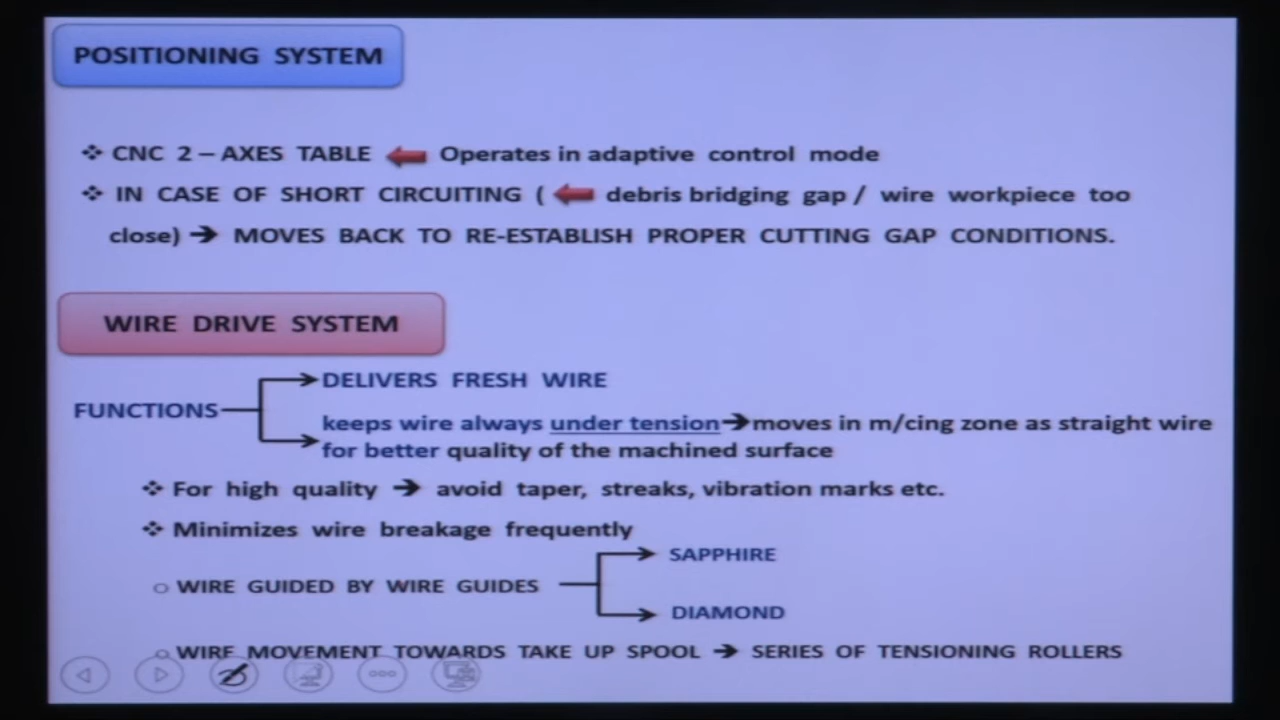 POSITIONING SYSTEM
❖ CNC 2 – AXES TABLE ⬅ Operates in adaptive control mode
❖ IN CASE OF SHORT CIRCUITING ( ⬅ debris bridging gap / wire workpiece too
close) ➔ MOVES BACK TO RE-ESTABLISH PROPER CUTTING GAP CONDITIONS.
WIRE DRIVE SYSTEM
DELIVERS FRESH WIRE
FUNCTIONS
keeps wire always under tension ➔ moves in m/cing zone as straight wire
for better quality of the machined surface
❖ For high quality ➔ avoid taper, streaks, vibration marks etc.
❖ Minimizes wire breakage frequently
SAPPHIRE
○ WIRE GUIDED BY WIRE GUIDES
DIAMOND
○ WIRE MOVEMENT TOWARDS TAKE UP SPOOL ➔ SERIES OF TENSIONING ROLLERS